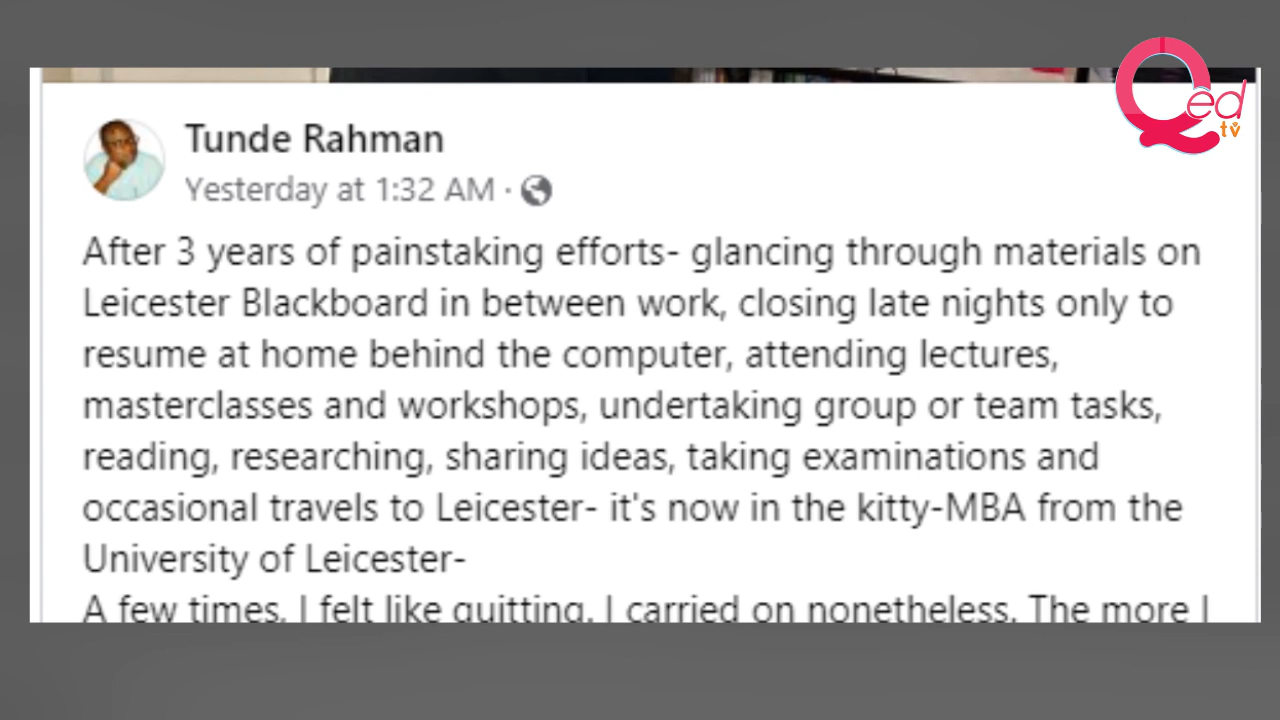 Qed
tv
Tunde Rahman
Yesterday at 1:32 AM ·
After 3 years of painstaking efforts- glancing through materials on
Leicester Blackboard in between work, closing late nights only to
resume at home behind the computer, attending lectures,
masterclasses and workshops, undertaking group or team tasks,
reading, researching, sharing ideas, taking examinations and
occasional travels to Leicester- it's now in the kitty-MBA from the
University of Leicester-
A few times, I felt like quitting. I carried on nonetheless. The more I